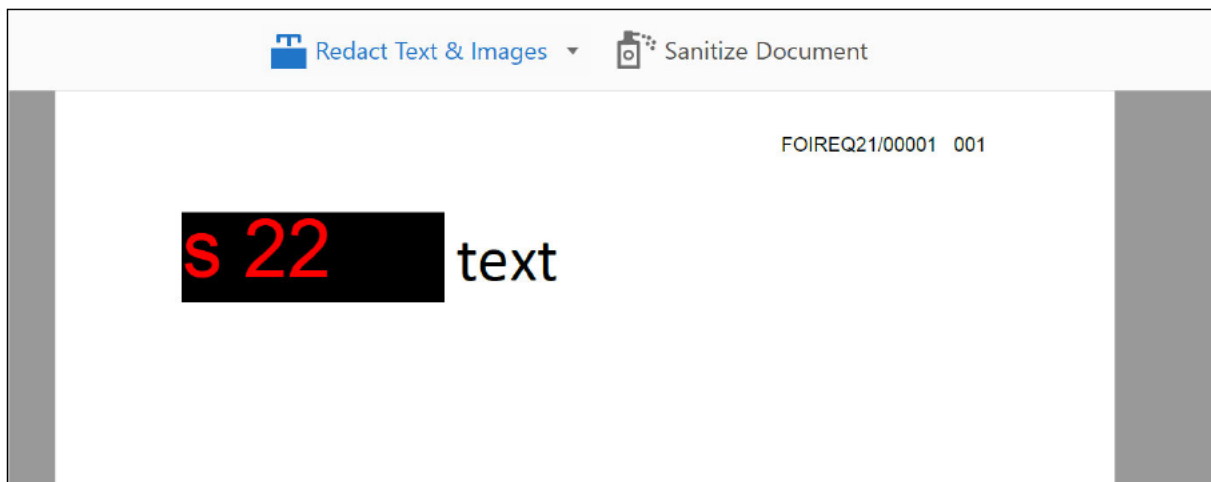 Redact Text & Images Sanitize Document
FOIREQ21/00001 001
s 22 text